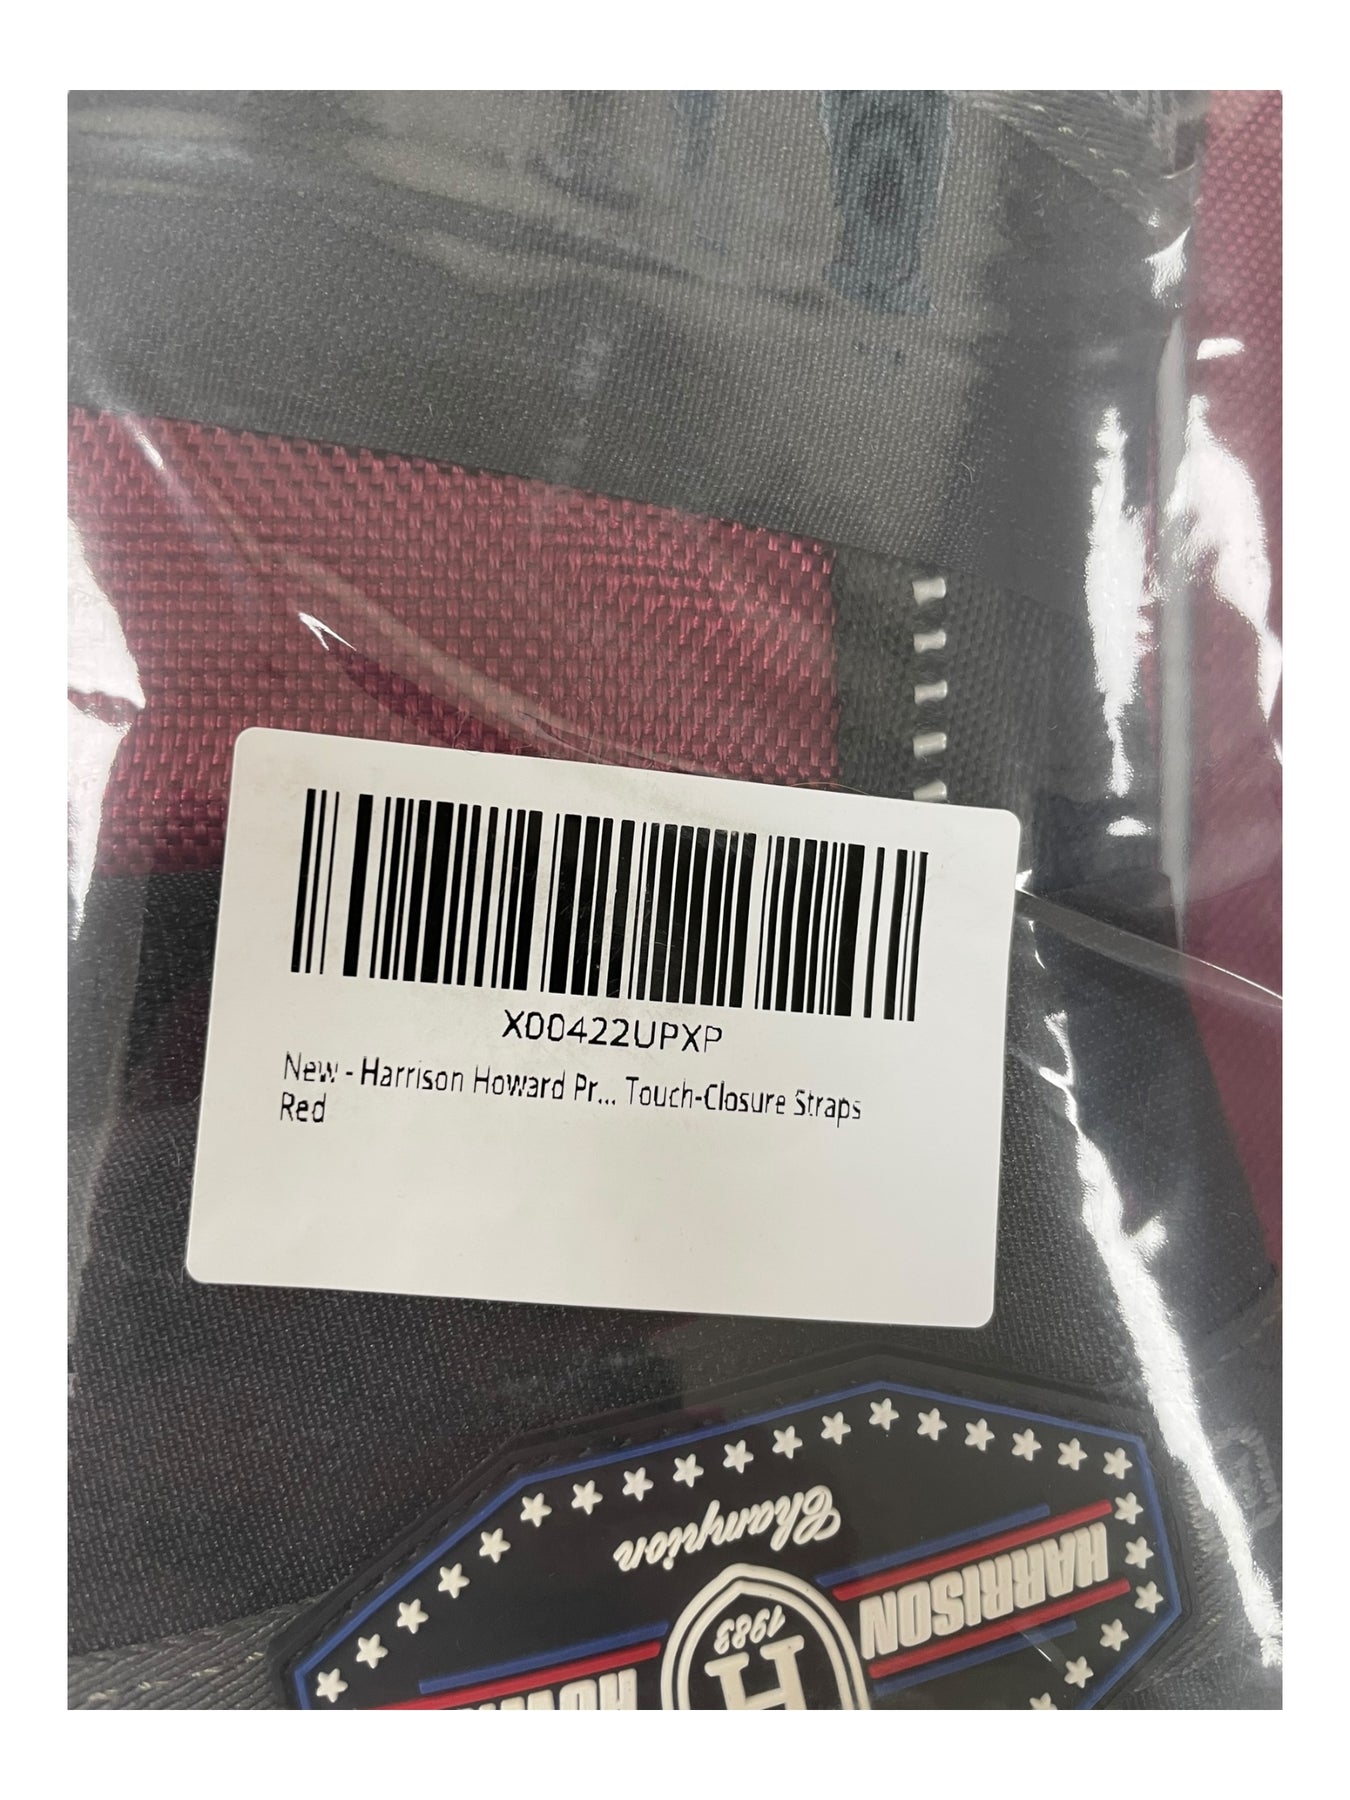 X00422UPXP
New - Harrison Howard Pr... Touch-Closure Straps
Red
Champion
HARRISON
1983
H